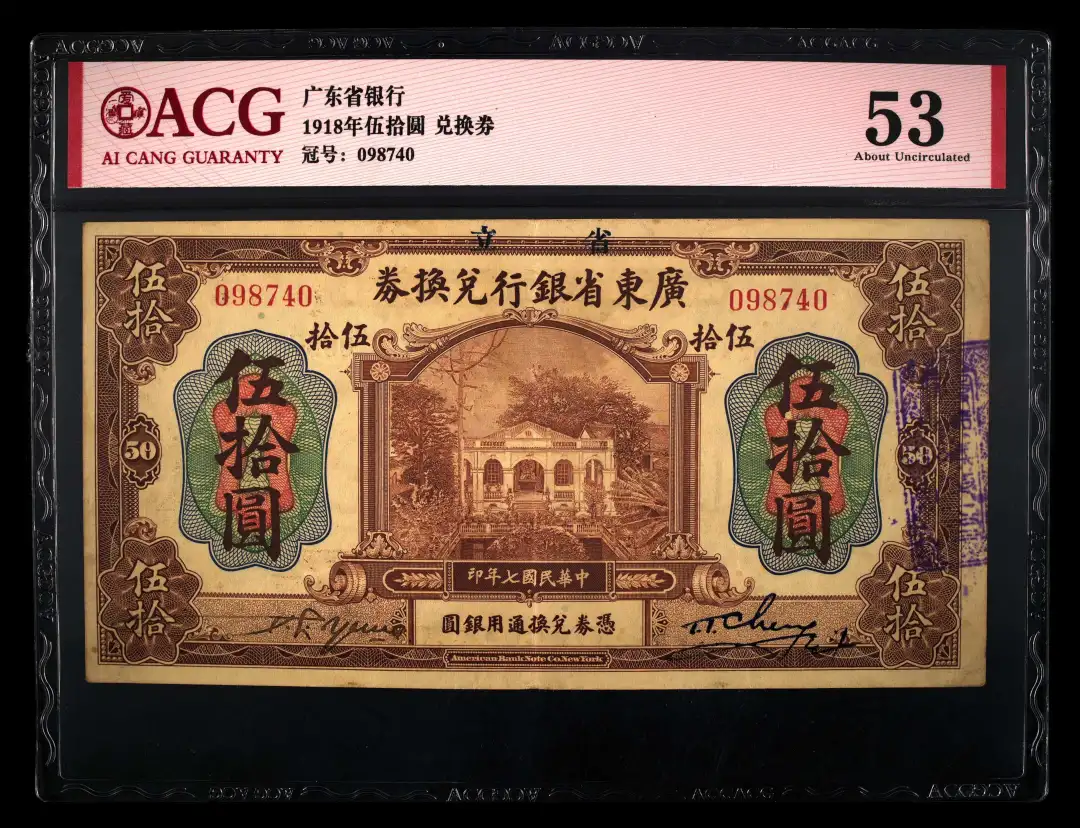 ACG
AI CANG GUARANTY
广东省银行
1918年伍拾圆 兑换券
冠号：098740
53
About Uncirculated
省立
廣東省銀行兌換券
伍拾
伍拾
098740
098740
伍拾
伍拾
伍拾圓
伍拾圓
50
50
中華民國七年印
伍拾
伍拾
憑券兌換通用銀圓
T.T. Cheng
American Bank Note Co. New York